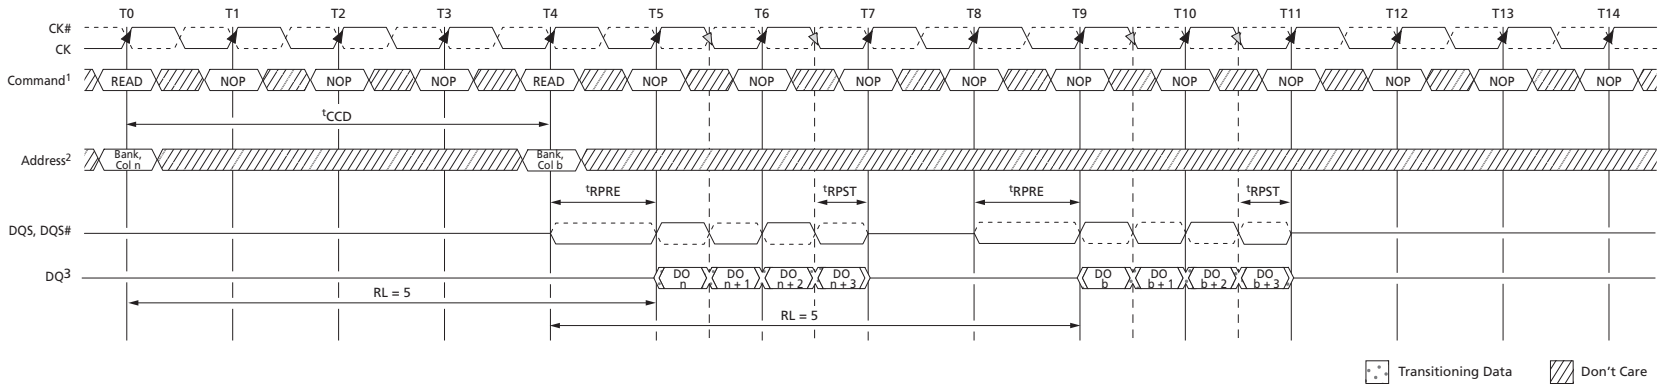 T0 T1 T2 T3 T4 T5 T6 T7 T8 T9 T10 T11 T12 T13 T14
CK#
CK
Command1 READ NOP NOP NOP READ NOP NOP NOP NOP NOP NOP NOP NOP NOP NOP
tCCD
Address2 Bank, Col n Bank, Col b
tRPRE tRPST tRPRE tRPST
DQS, DQS#
DQ3 DO n DO n + 1 DO n + 2 DO n + 3 DO b DO b + 1 DO b + 2 DO b + 3
RL = 5
RL = 5
Transitioning Data Don't Care